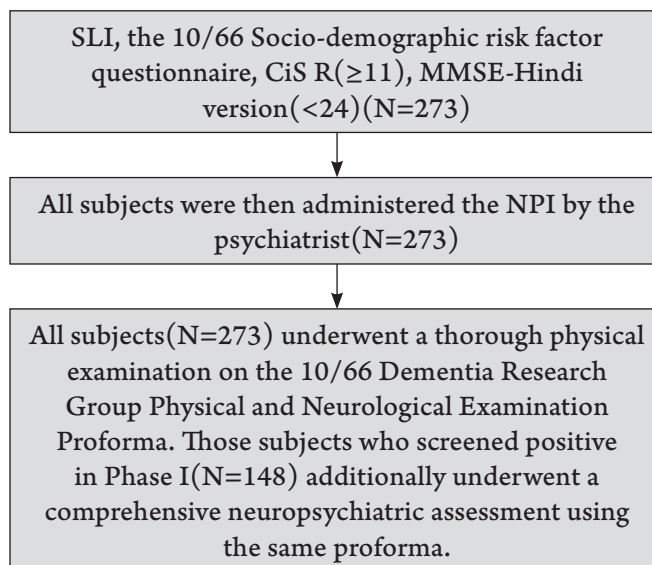 SLI, the 10/66 Socio-demographic risk factor
questionnaire, CiS R(≥11), MMSE-Hindi
version(<24)(N=273)
All subjects were then administered the NPI by the
psychiatrist(N=273)
All subjects(N=273) underwent a thorough physical
examination on the 10/66 Dementia Research
Group Physical and Neurological Examination
Proforma. Those subjects who screened positive
in Phase I(N=148) additionally underwent a
comprehensive neuropsychiatric assessment using
the same proforma.